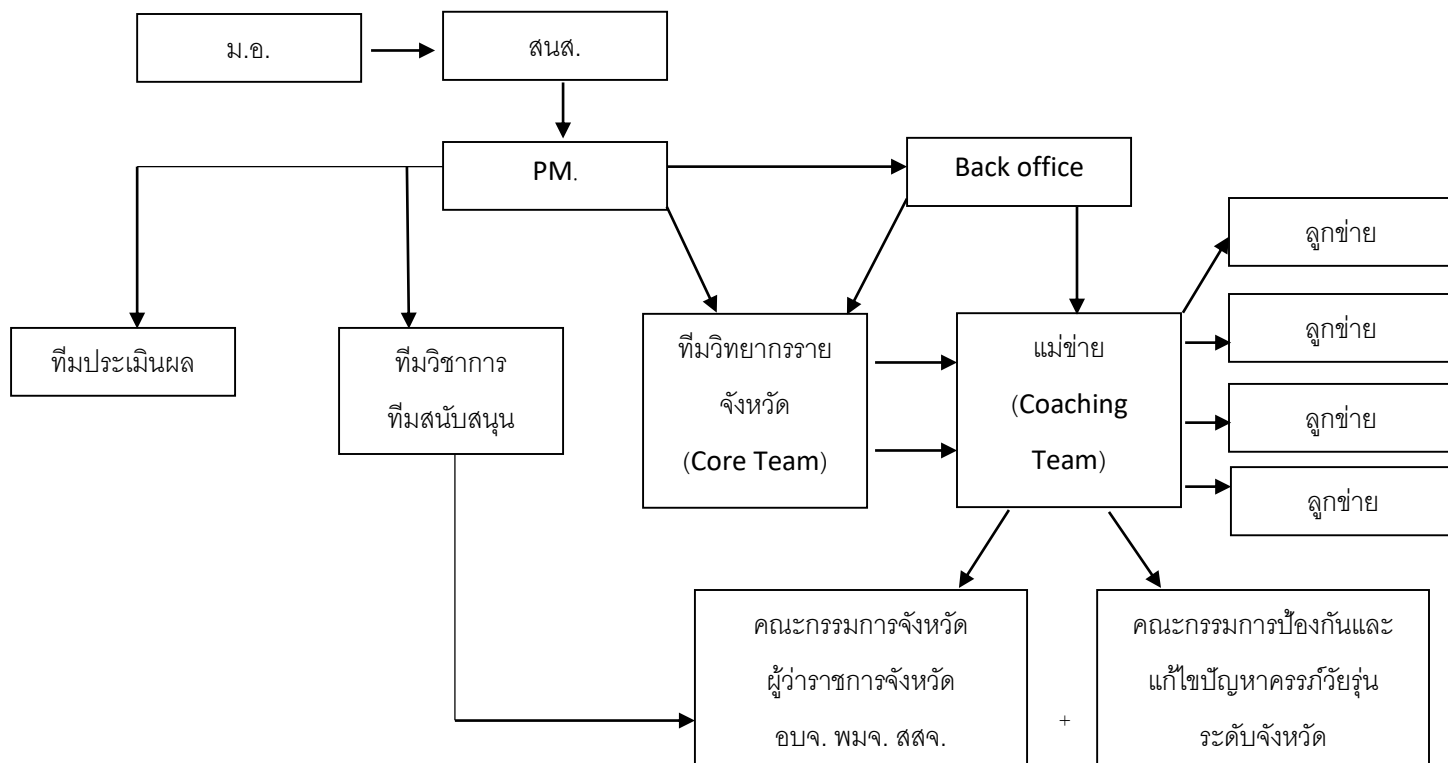 ม.อ.
สนส.
PM.
Back office
ลูกข่าย
ลูกข่าย
ลูกข่าย
ลูกข่าย
ทีมประเมินผล
ทีมวิชาการ
ทีมสนับสนุน
ทีมวิทยากรราย
จังหวัด
(Core Team)
แม่ข่าย
(Coaching
Team)
คณะกรรมการจังหวัด
ผู้ว่าราชการจังหวัด
อบจ. พมจ. สสจ.
+
คณะกรรมการป้องกันและ
แก้ไขปัญหาครรภ์วัยรุ่น
ระดับจังหวัด